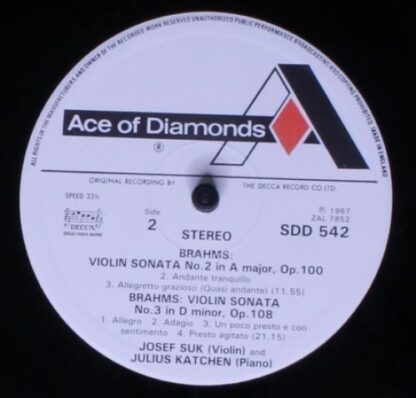 ALL RIGHTS OF THE MANUFACTURER AND OF THE OWNER OF THE RECORDED WORK RESERVED UNAUTHORIZED PUBLIC PERFORMANCE BROADCASTING AND COPYING PROHIBITED MADE IN ENGLAND
Ace of Diamonds
®
ORIGINAL RECORDING BY THE DECCA RECORD CO LTD.
SPEED 33⅓
DECCA
Side
2
STEREO
℗ 1967
ZAL 7852
SDD 542
BRAHMS:
VIOLIN SONATA No.2 in A major, Op.100
2. Andante tranquillo
3. Allegretto grazioso (Quasi andante) (11.55)
BRAHMS: VIOLIN SONATA
No.3 in D minor, Op.108
1. Allegro 2. Adagio 3. Un poco presto e con
sentimento 4. Presto agitato (21.15)
JOSEF SUK (Violin) and
JULIUS KATCHEN (Piano)